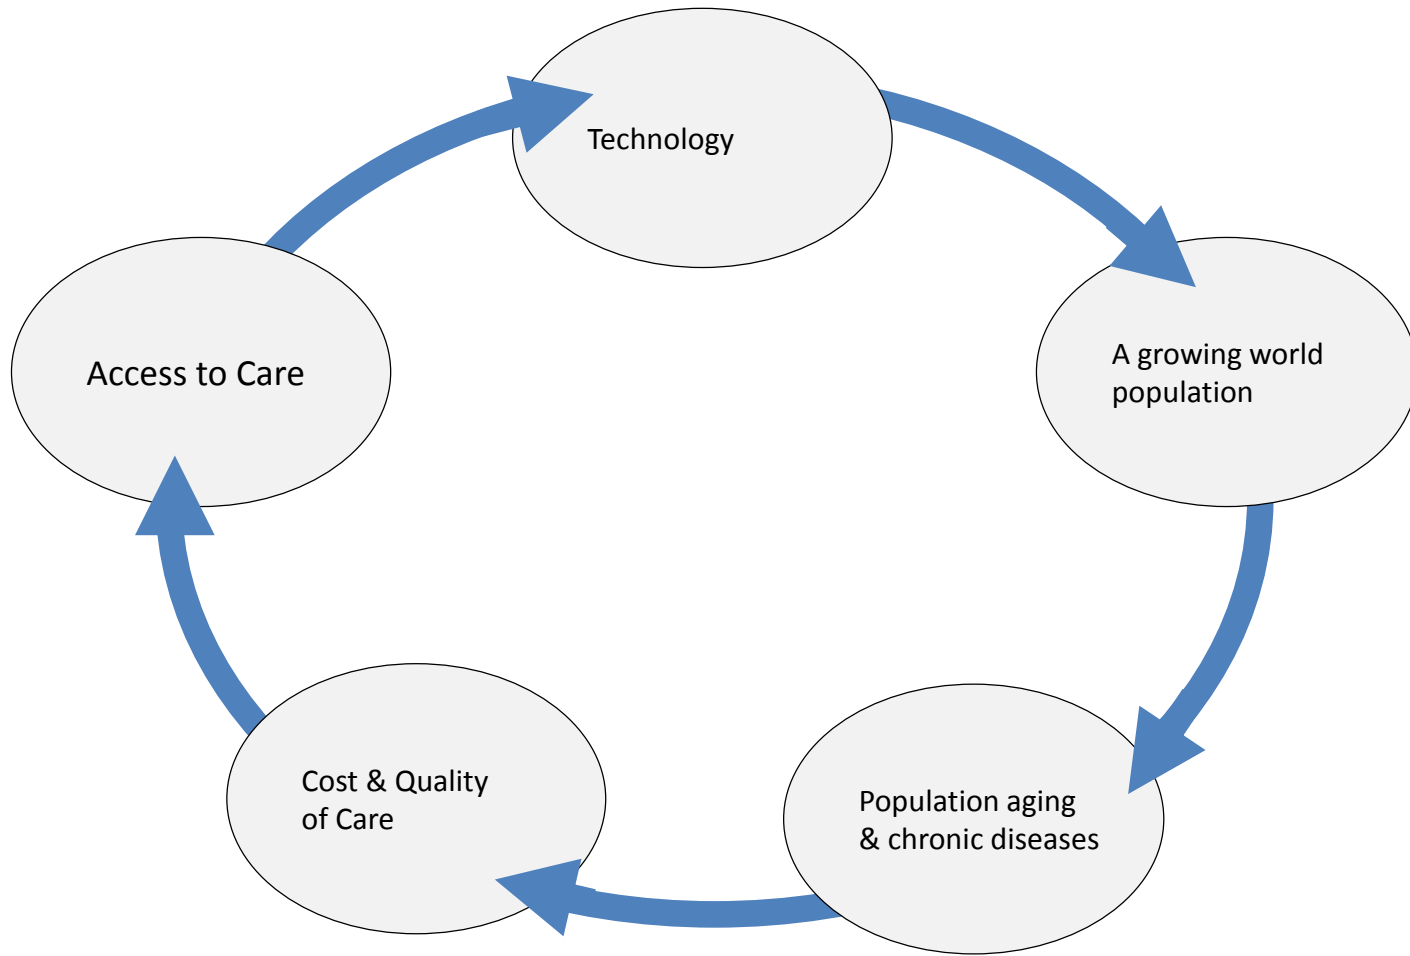 Technology
Access to Care
A growing world
population
Cost & Quality
of Care
Population aging
& chronic diseases